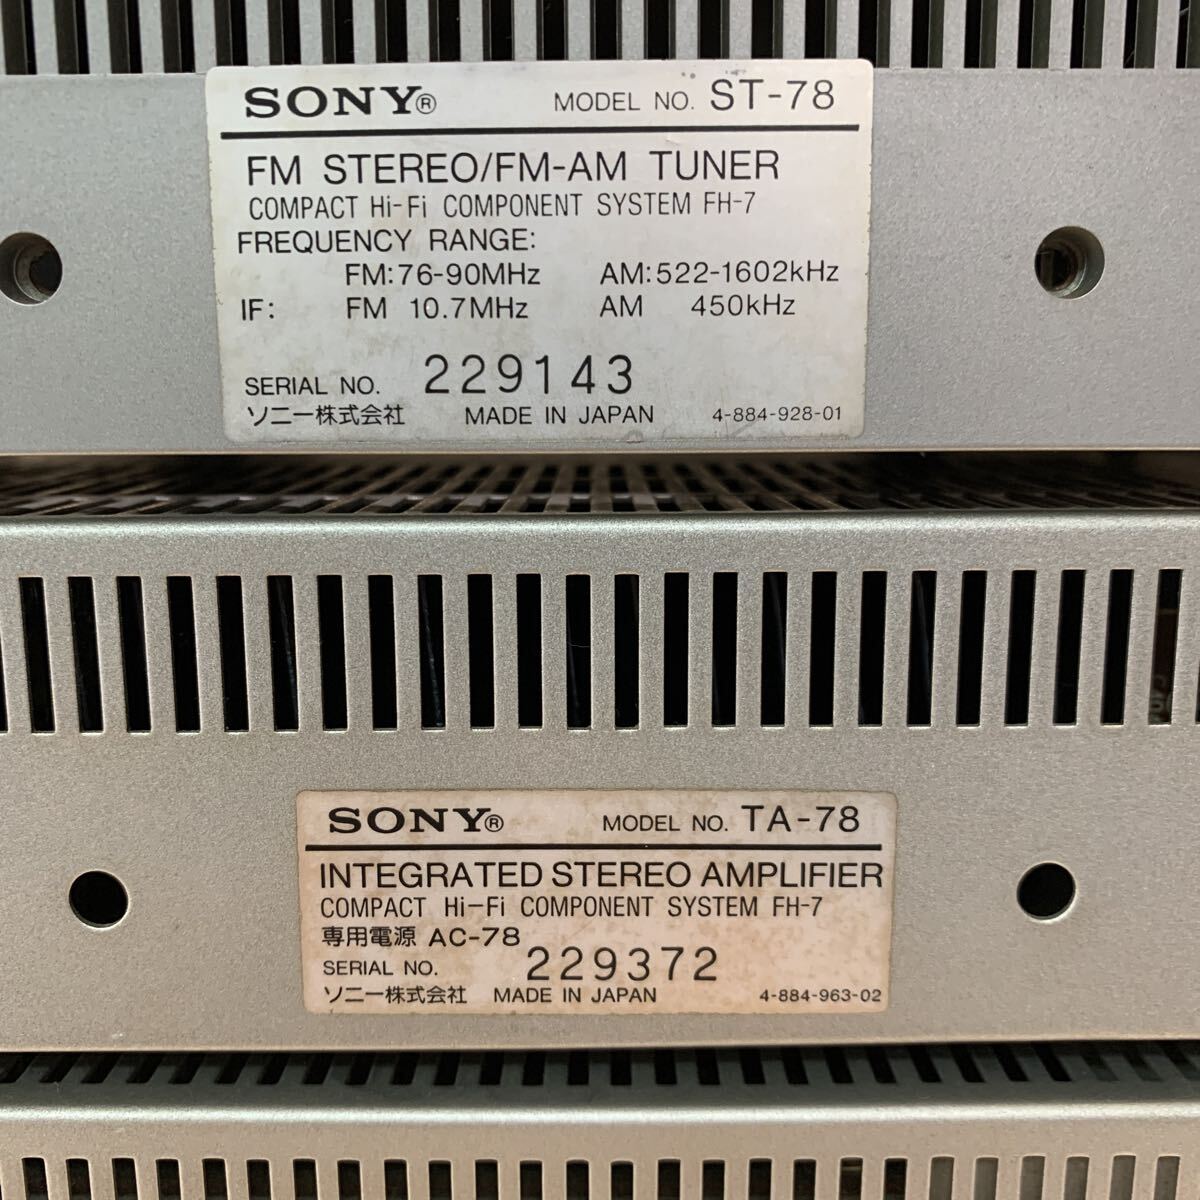 SONY® MODEL NO. ST-78
FM STEREO/FM-AM TUNER
COMPACT Hi-Fi COMPONENT SYSTEM FH-7
FREQUENCY RANGE:
FM:76-90MHz AM:522-1602kHz
IF: FM 10.7MHz AM 450kHz
SERIAL NO. 229143
ソニー株式会社 MADE IN JAPAN 4-884-928-01
SONY® MODEL NO. TA-78
INTEGRATED STEREO AMPLIFIER
COMPACT Hi-Fi COMPONENT SYSTEM FH-7
専用電源 AC-78
SERIAL NO. 229372
ソニー株式会社 MADE IN JAPAN 4-884-963-02